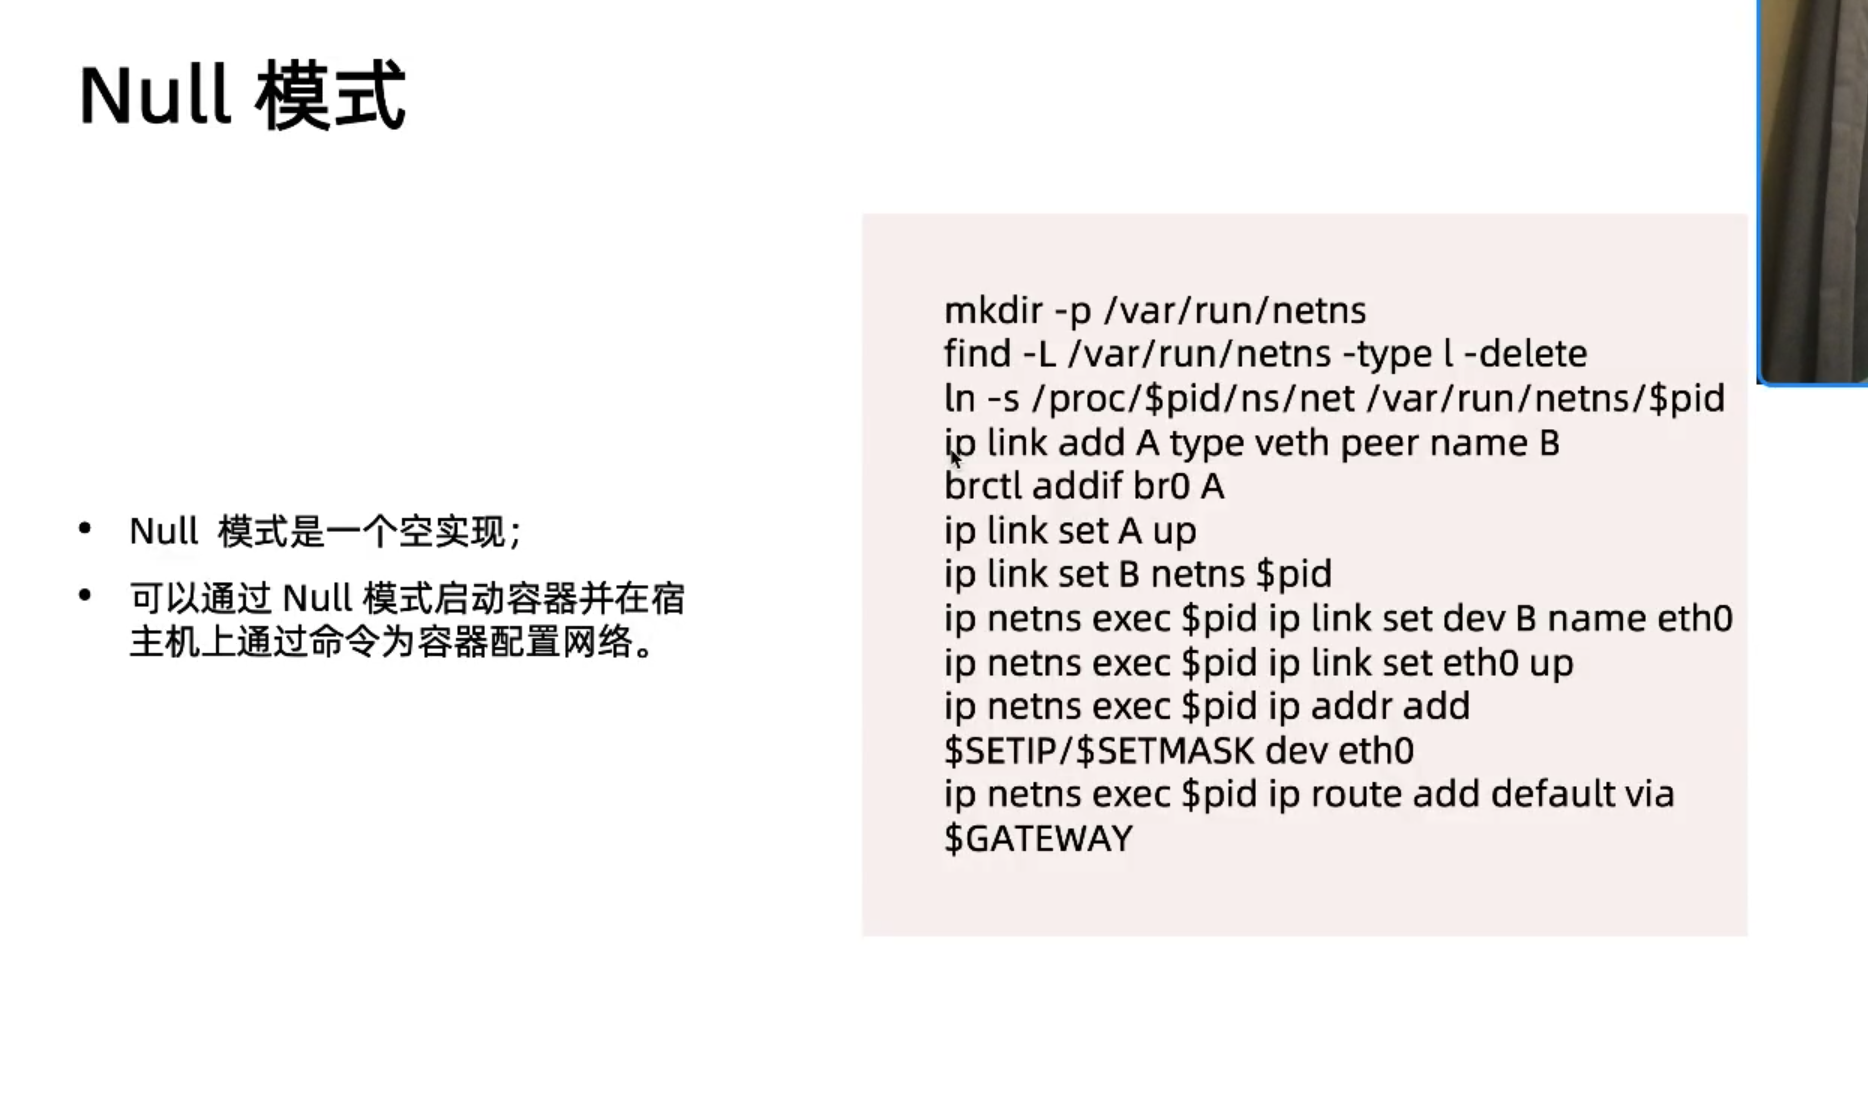 Null 模式
• Null 模式是一个空实现；
• 可以通过 Null 模式启动容器并在宿
主机上通过命令为容器配置网络。
mkdir -p /var/run/netns
find -L /var/run/netns -type l -delete
ln -s /proc/$pid/ns/net /var/run/netns/$pid
ip link add A type veth peer name B
brctl addif br0 A
ip link set A up
ip link set B netns $pid
ip netns exec $pid ip link set dev B name eth0
ip netns exec $pid ip link set eth0 up
ip netns exec $pid ip addr add
$SETIP/$SETMASK dev eth0
ip netns exec $pid ip route add default via
$GATEWAY